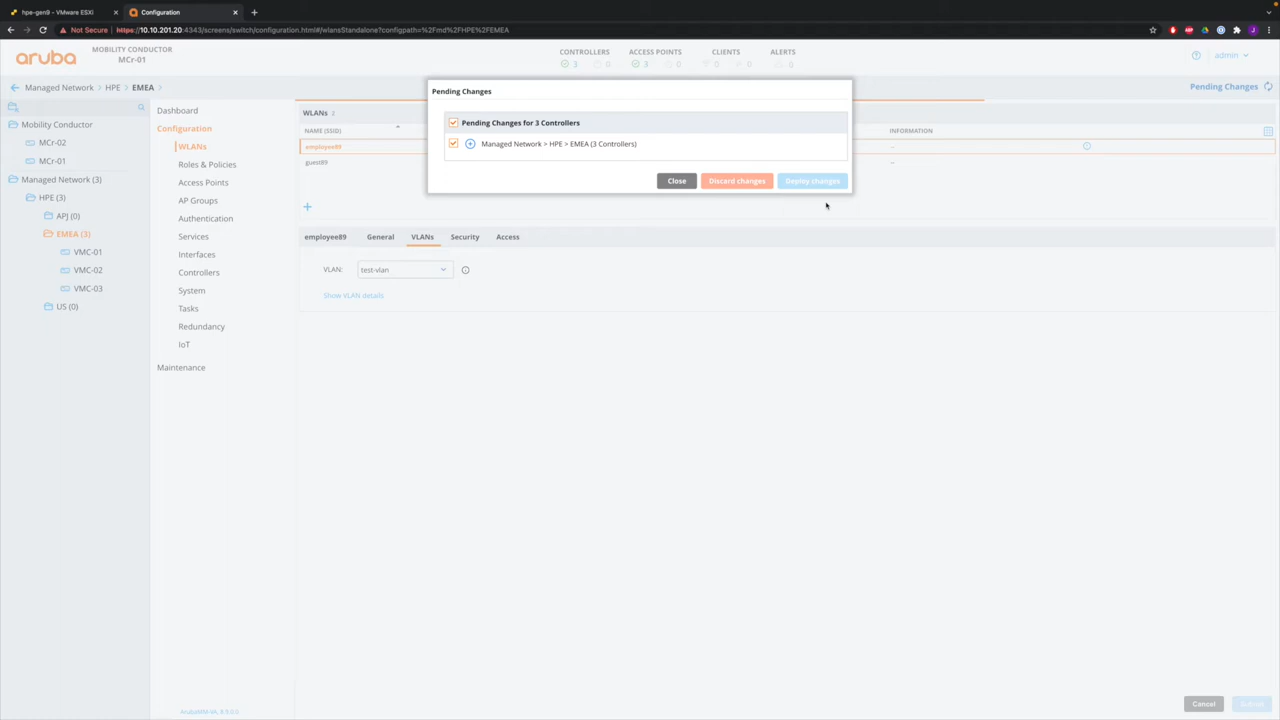 hpe-gen9 – VMware ESXi
Configuration
Not Secure https://10.10.201.20:4343/screens/switch/configuration.html#/wlansStandalone?configpath=%2Fmd%2FHPE%2FEMEA
aruba
MOBILITY CONDUCTOR
MCr-01
CONTROLLERS
3
ACCESS POINTS
3
0
CLIENTS
0
0
ALERTS
0
admin
Managed Network > HPE > EMEA >
Pending Changes
Mobility Conductor
MCr-02
MCr-01
Managed Network (3)
HPE (3)
APJ (0)
EMEA (3)
VMC-01
VMC-02
VMC-03
US (0)
Dashboard
Configuration
WLANs
Roles & Policies
Access Points
AP Groups
Authentication
Services
Interfaces
Controllers
System
Tasks
Redundancy
IoT
Maintenance
ArubaMM-VA,
WLANs 2
NAME (SSID)
INFORMATION
employee89
--
guest89
--
Pending Changes
Pending Changes for 3 Controllers
Managed Network > HPE > EMEA (3 Controllers)
Close
Discard changes
Deploy changes
+
employee89
General
VLANs
Security
Access
VLAN:
test-vlan
Show VLAN details
Cancel